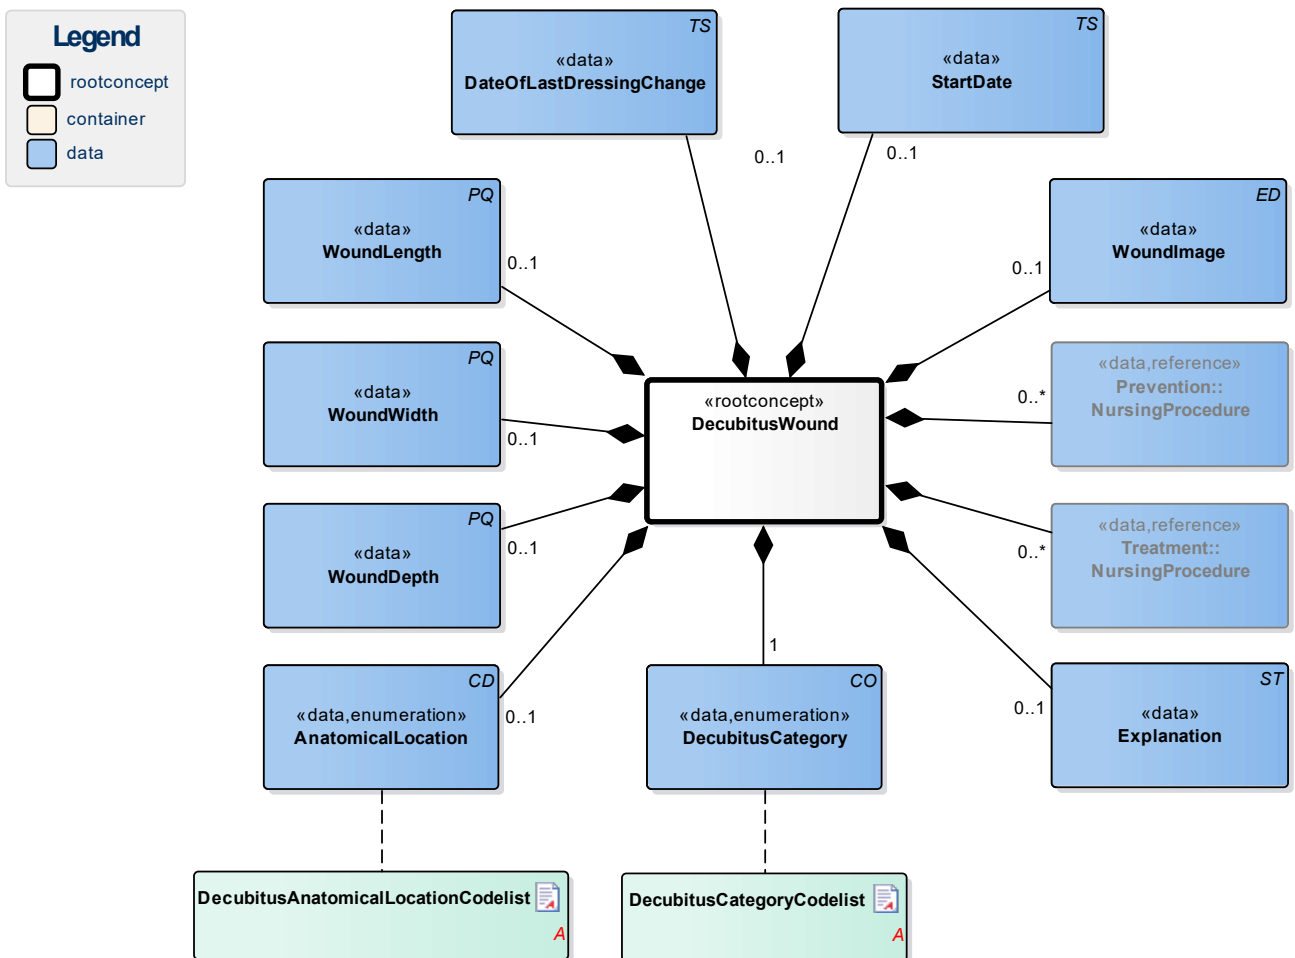 Legend
rootconcept
container
data
TS
«data»
DateOfLastDressingChange
0..1
TS
«data»
StartDate
0..1
PQ
«data»
WoundLength
0..1
ED
«data»
WoundImage
0..1
PQ
«data»
WoundWidth
0..1
«rootconcept»
DecubitusWound
«data,reference»
Prevention::
NursingProcedure
0..*
PQ
«data»
WoundDepth
0..1
«data,reference»
Treatment::
NursingProcedure
0..*
CD
«data,enumeration»
AnatomicalLocation
0..1
1
CO
«data,enumeration»
DecubitusCategory
ST
«data»
Explanation
0..1
DecubitusAnatomicalLocationCodelist
A
DecubitusCategoryCodelist
A